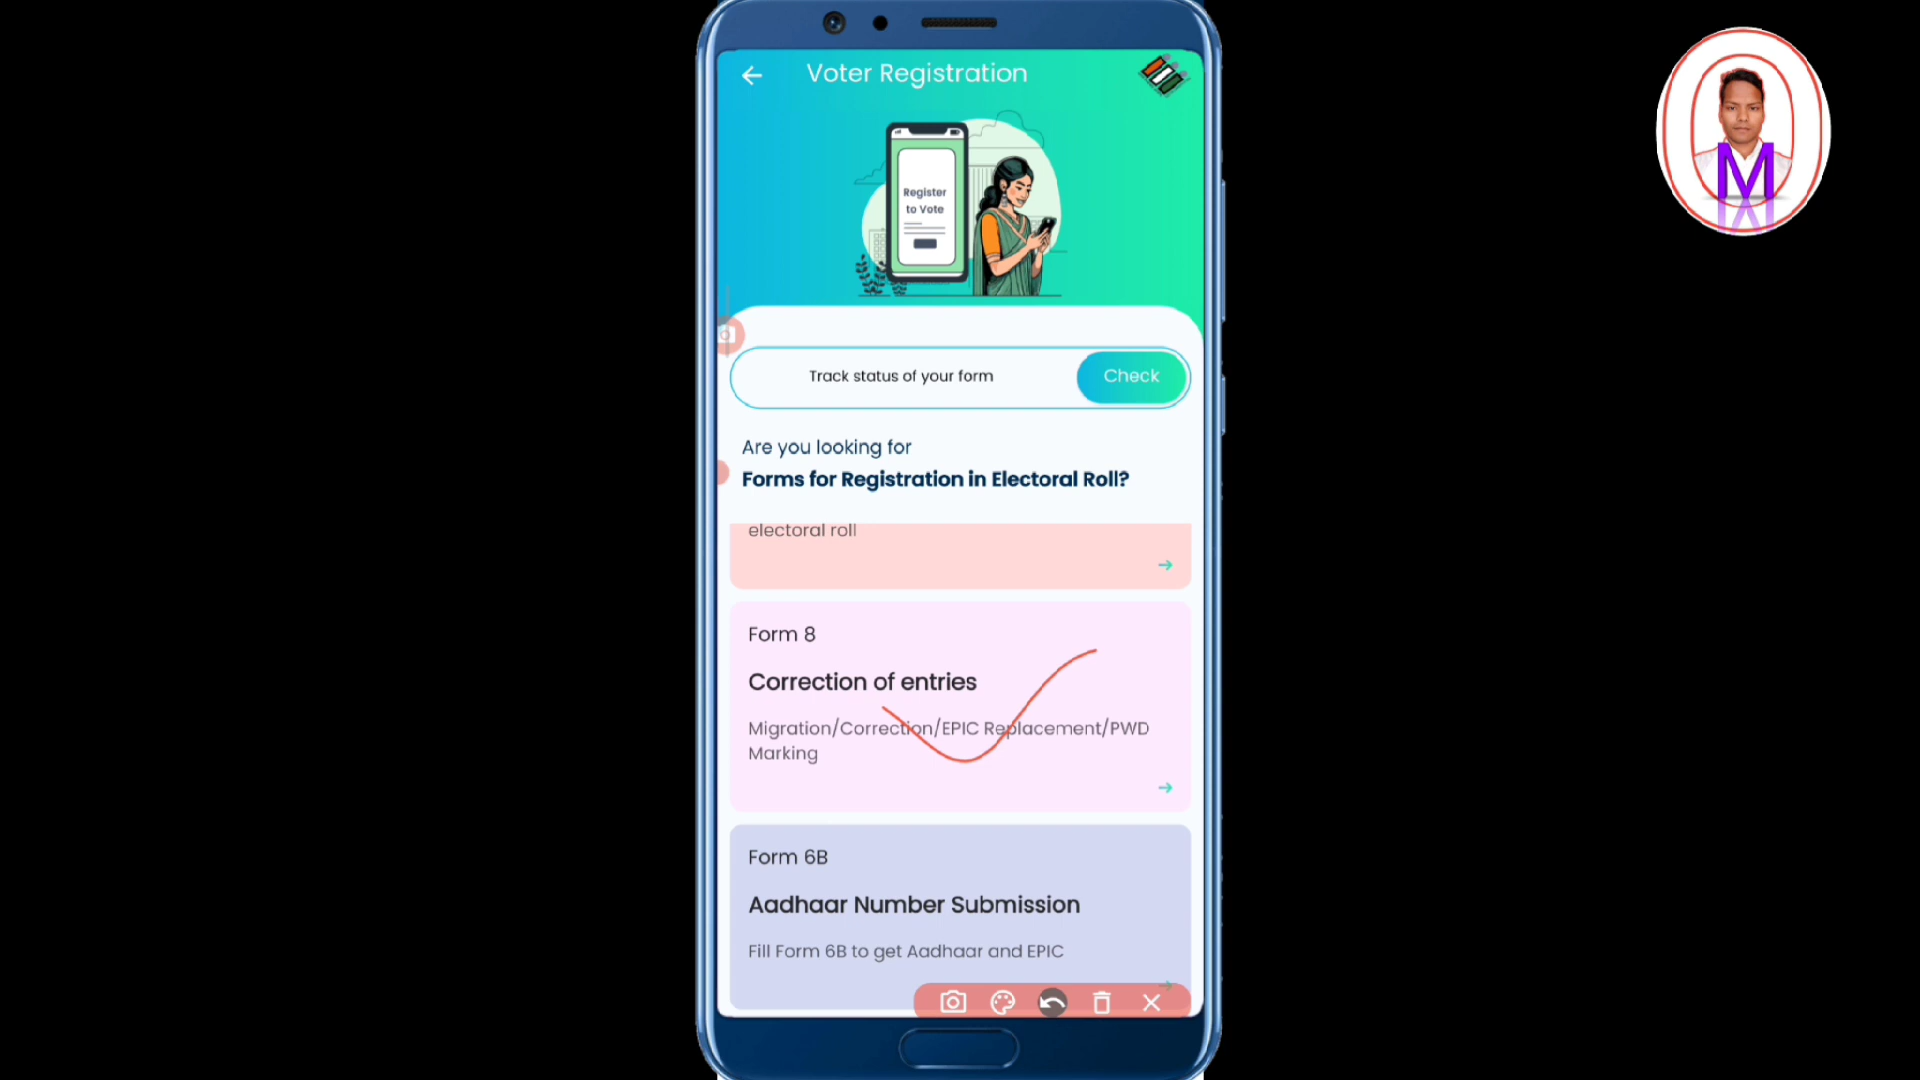 Voter Registration
Register
to Vote
Track status of your form
Check
Are you looking for
Forms for Registration in Electoral Roll?
electoral roll
Form 8
Correction of entries
Migration/Correction/EPIC Replacement/PWD
Marking
Form 6B
Aadhaar Number Submission
Fill Form 6B to get Aadhaar and EPIC
M